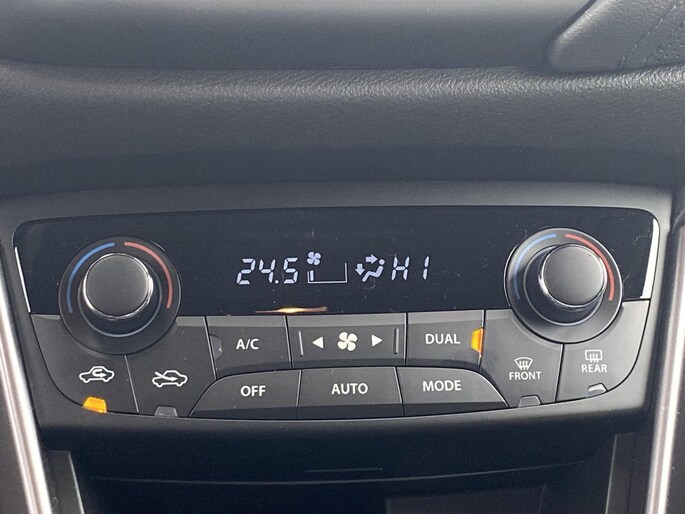 24.5 HI
A/C
DUAL
OFF
AUTO
MODE
FRONT
REAR